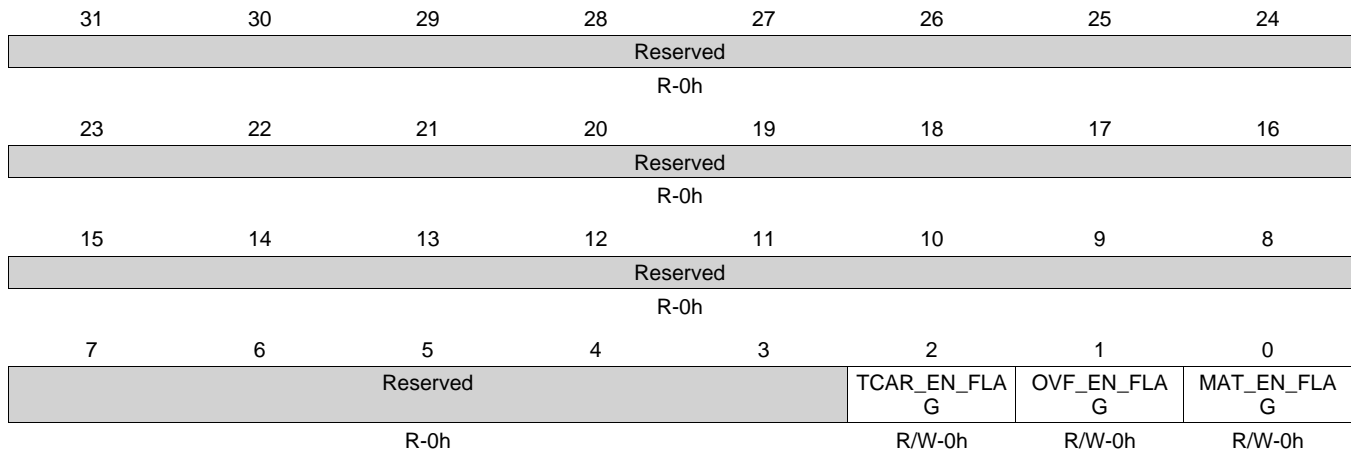 31 30 29 28 27 26 25 24
Reserved
R-0h
23 22 21 20 19 18 17 16
Reserved
R-0h
15 14 13 12 11 10 9 8
Reserved
R-0h
7 6 5 4 3 2 1 0
Reserved TCAR_EN_FLA OVF_EN_FLA MAT_EN_FLA
G G G
R-0h R/W-0h R/W-0h R/W-0h